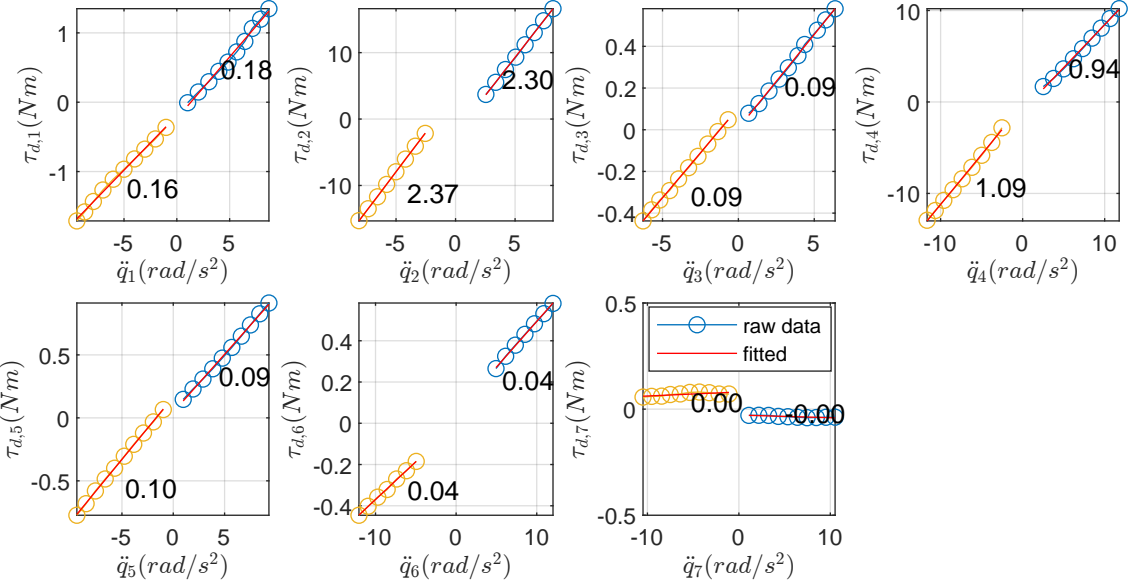 τd,1(Nm)
1
0
-1
0.18
0.16
-5 0 5
q̈1(rad/s²)
τd,2(Nm)
10
0
-10
2.30
2.37
-5 0 5
q̈2(rad/s²)
τd,3(Nm)
0.4
0.2
0
-0.2
-0.4
0.09
0.09
-5 0 5
q̈3(rad/s²)
τd,4(Nm)
10
0
-10
0.94
1.09
-10 0 10
q̈4(rad/s²)
τd,5(Nm)
0.5
0
-0.5
0.09
0.10
-5 0 5
q̈5(rad/s²)
τd,6(Nm)
0.4
0.2
0
-0.2
-0.4
0.04
0.04
-10 0 10
q̈6(rad/s²)
τd,7(Nm)
0.5
0
-0.5
raw data
fitted
0.00
-0.00
-10 0 10
q̈7(rad/s²)